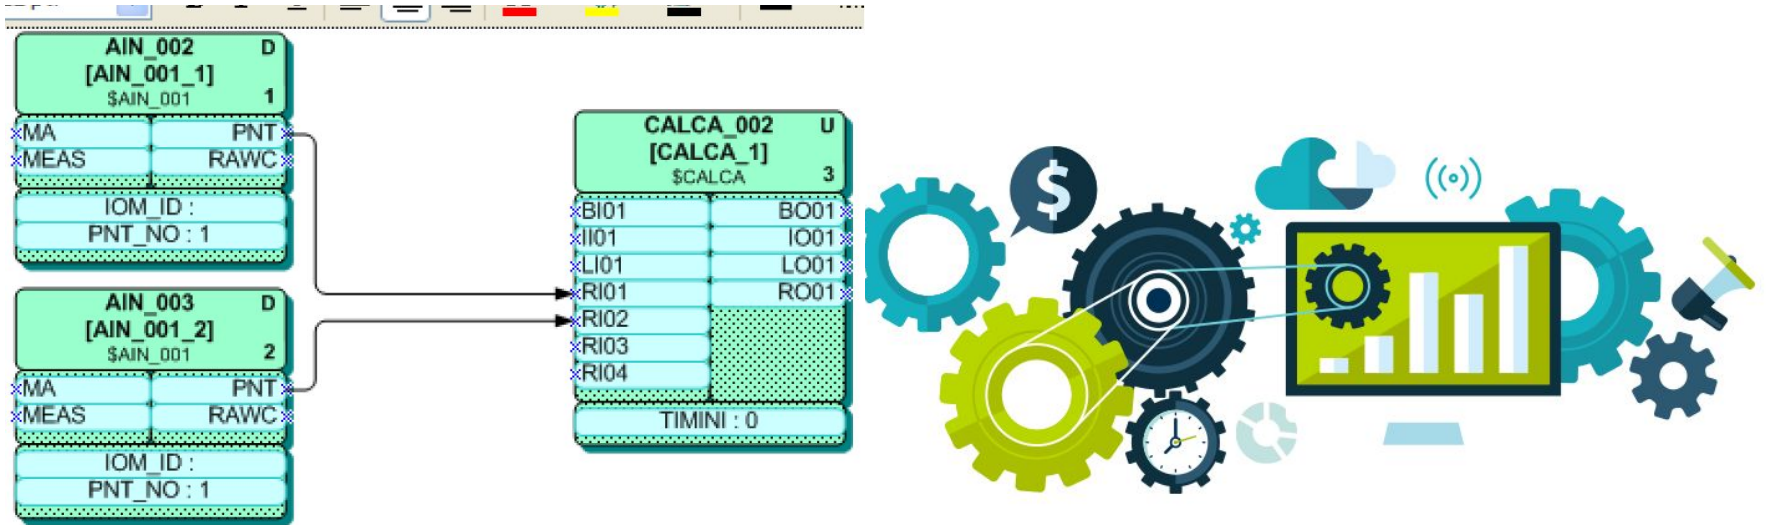 AIN_002 D
[AIN_001_1]
$AIN_001 1
MA PNT
MEAS RAWC
IOM_ID :
PNT_NO : 1
AIN_003 D
[AIN_001_2]
$AIN_001 2
MA PNT
MEAS RAWC
IOM_ID :
PNT_NO : 1
CALCA_002 U
[CALCA_1]
$CALCA 3
BI01 BO01
II01 IO01
LI01 LO01
RI01 RO01
RI02
RI03
RI04
TIMINI : 0
$